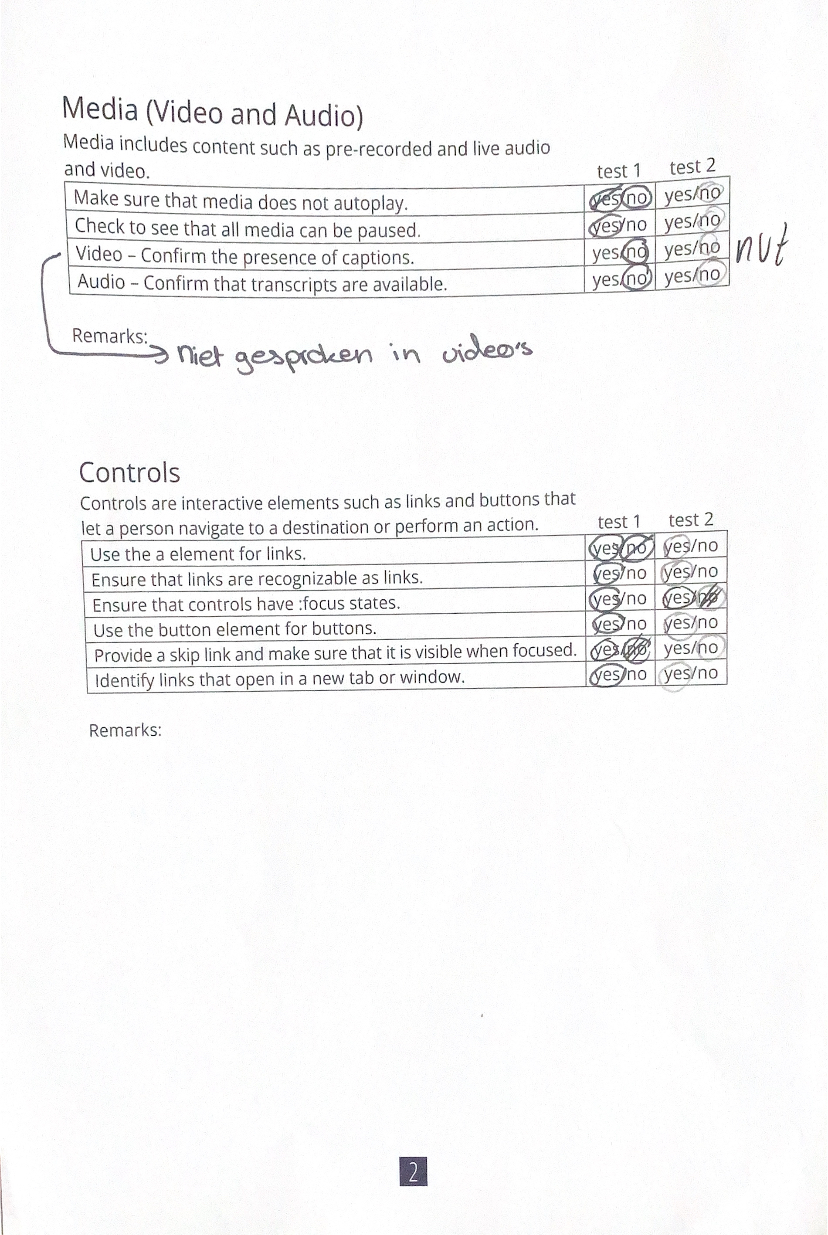 Media (Video and Audio)
Media includes content such as pre-recorded and live audio
and video. test 1 test 2
Make sure that media does not autoplay. yes/no yes/no
Check to see that all media can be paused. yes/no yes/no
Video – Confirm the presence of captions. yes/no yes/no nvt
Audio – Confirm that transcripts are available. yes/no yes/no
Remarks:
niet gesproken in video's
Controls
Controls are interactive elements such as links and buttons that
let a person navigate to a destination or perform an action. test 1 test 2
Use the a element for links. yes/no yes/no
Ensure that links are recognizable as links. yes/no yes/no
Ensure that controls have :focus states. yes/no yes/no
Use the button element for buttons. yes/no yes/no
Provide a skip link and make sure that it is visible when focused. yes/no yes/no
Identify links that open in a new tab or window. yes/no yes/no
Remarks:
2